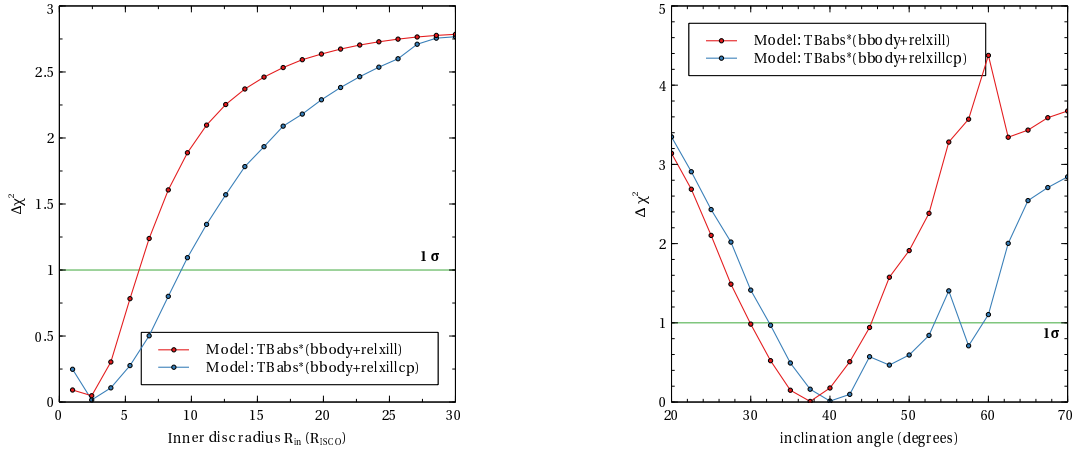 3
2.5
2
1.5
1
0.5
0
Δχ²
1 σ
Model: TBabs*(bbody+relxill)
Model: TBabs*(bbody+relxillcp)
0 5 10 15 20 25 30
Inner disc radius R_in (R_ISCO)
5
4
3
2
1
0
Δ χ²
Model: TBabs*(bbody+relxill)
Model: TBabs*(bbody+relxillcp)
1σ
20 30 40 50 60 70
inclination angle (degrees)